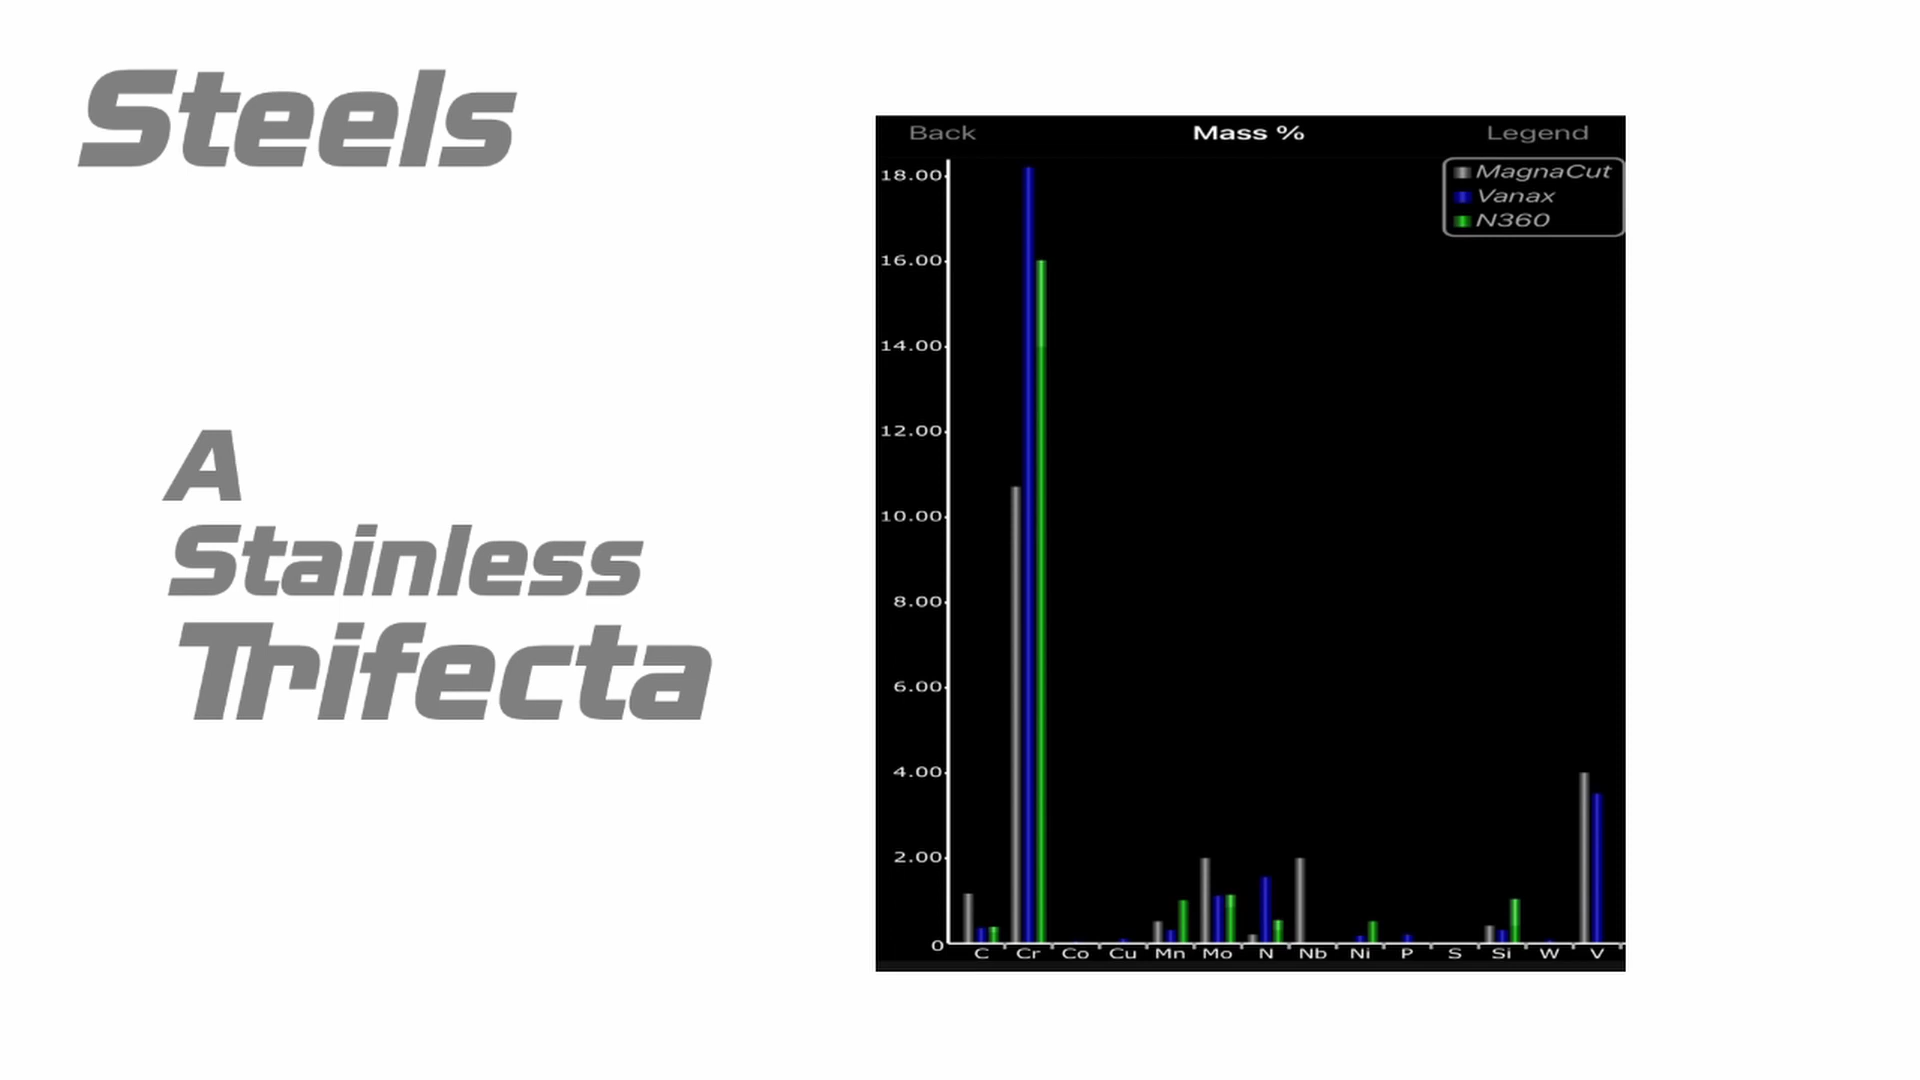 Steels
A
Stainless
Trifecta
Back Mass % Legend
MagnaCut
Vanax
N360
18.00
16.00
14.00
12.00
10.00
8.00
6.00
4.00
2.00
0
C Cr Co Cu Mn Mo N Nb Ni P S Si W V